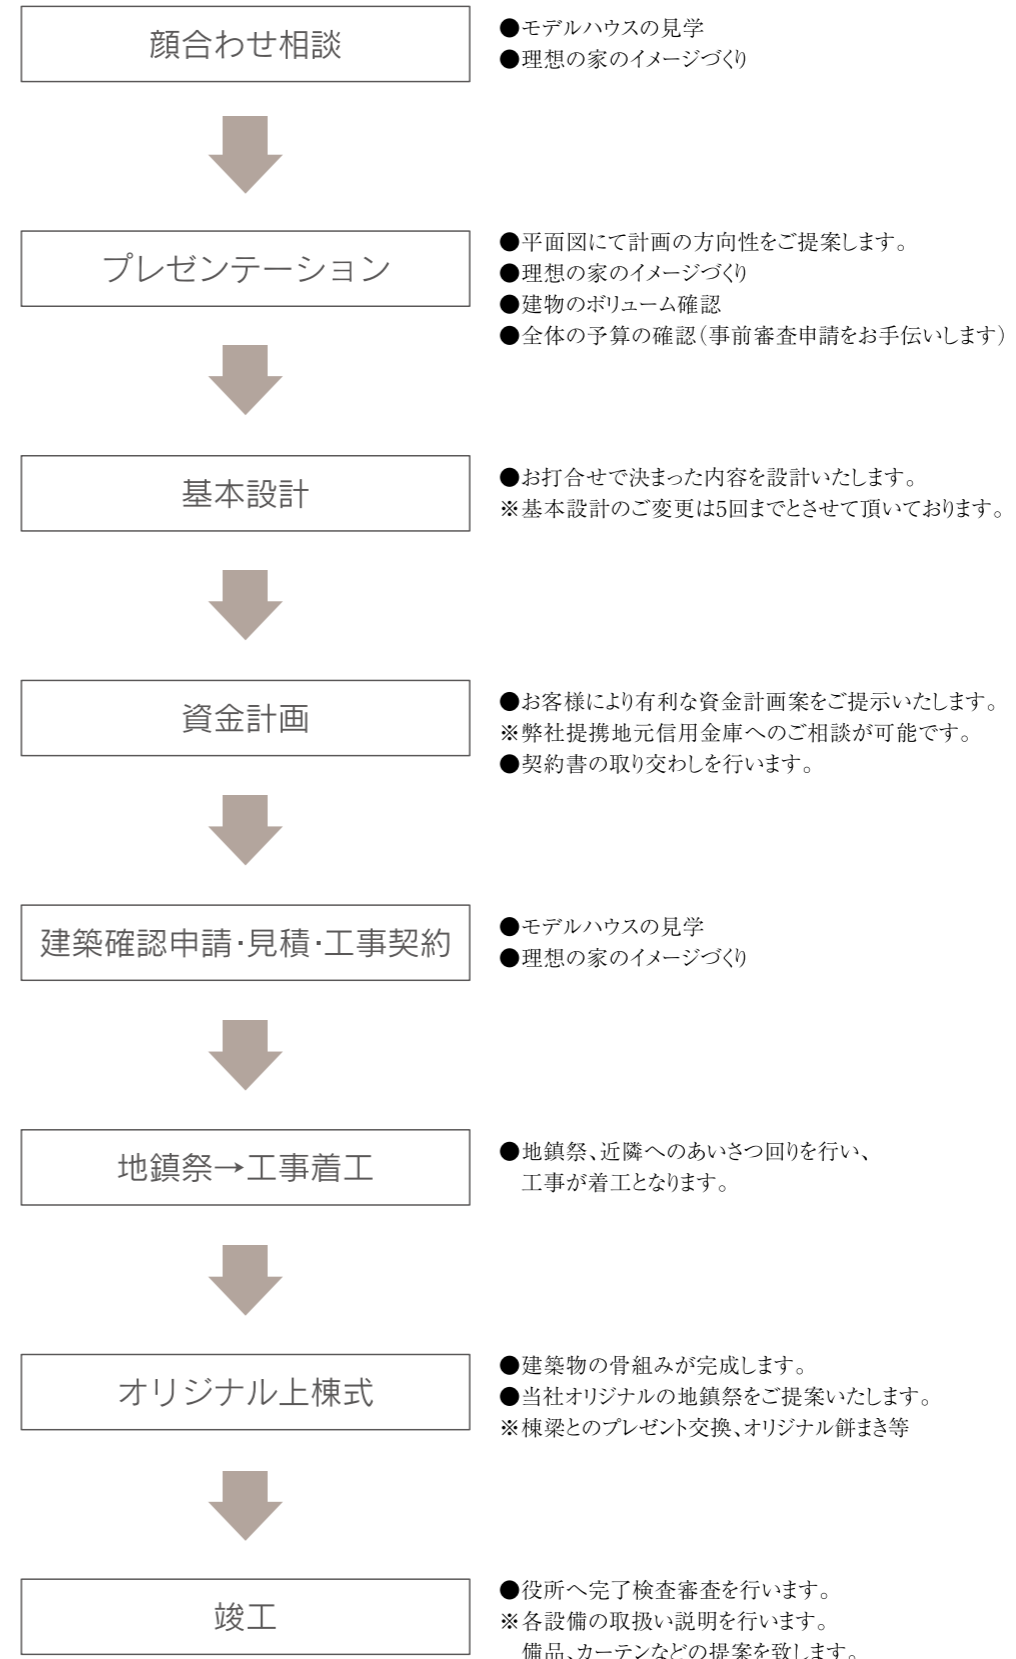 顔合わせ相談
●モデルハウスの見学
●理想の家のイメージづくり
プレゼンテーション
●平面図にて計画の方向性をご提案します。
●理想の家のイメージづくり
●建物のボリューム確認
●全体の予算の確認(事前審査申請をお手伝いします)
基本設計
●お打合せで決まった内容を設計いたします。
※基本設計のご変更は5回までとさせて頂いております。
資金計画
●お客様により有利な資金計画案をご提示いたします。
※弊社提携地元信用金庫へのご相談が可能です。
●契約書の取り交わしを行います。
建築確認申請・見積・工事契約
●モデルハウスの見学
●理想の家のイメージづくり
地鎮祭→工事着工
●地鎮祭、近隣へのあいさつ回りを行い、
工事が着工となります。
オリジナル上棟式
●建築物の骨組みが完成します。
●当社オリジナルの地鎮祭をご提案いたします。
※棟梁とのプレゼント交換、オリジナル餅まき等
竣工
●役所へ完了検査審査を行います。
※各設備の取扱い説明を行います。
備品、カーテンなどの提案を致します。